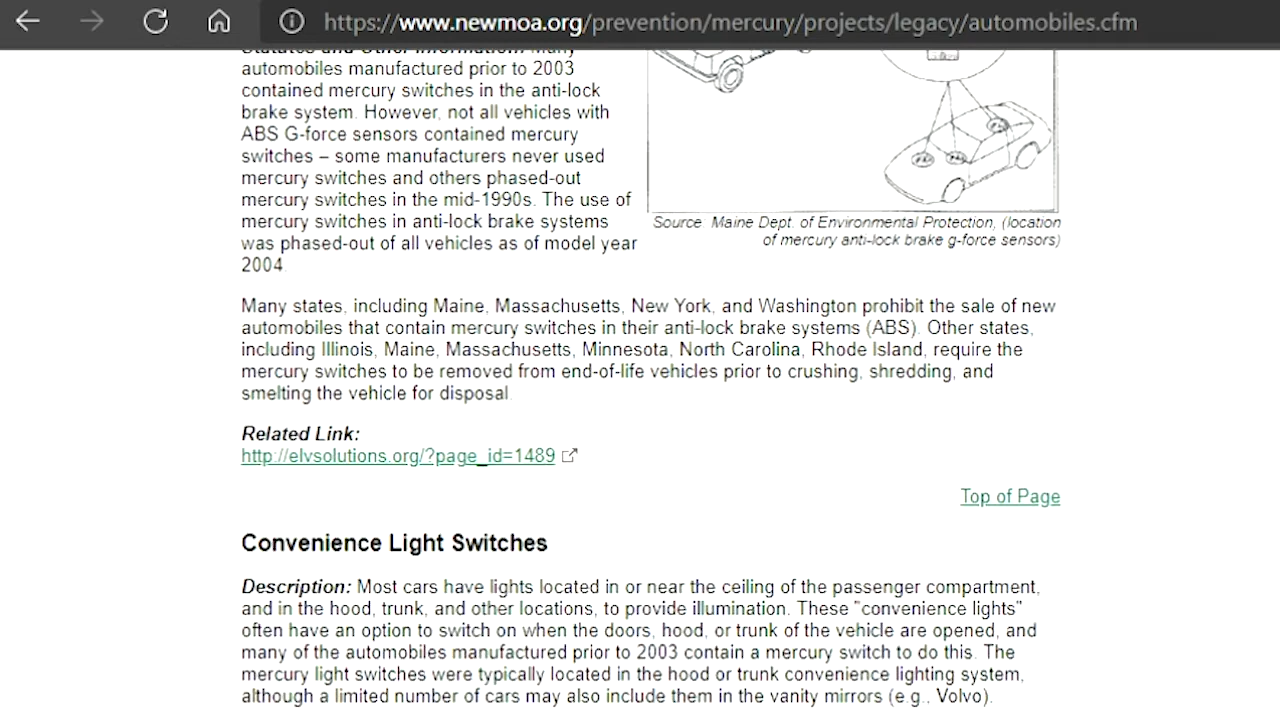 https://www.newmoa.org/prevention/mercury/projects/legacy/automobiles.cfm
Statutes and Other Information: Many
automobiles manufactured prior to 2003
contained mercury switches in the anti-lock
brake system. However, not all vehicles with
ABS G-force sensors contained mercury
switches – some manufacturers never used
mercury switches and others phased-out
mercury switches in the mid-1990s. The use of
mercury switches in anti-lock brake systems
was phased-out of all vehicles as of model year
2004.
Source: Maine Dept. of Environmental Protection, (location
of mercury anti-lock brake g-force sensors)
Many states, including Maine, Massachusetts, New York, and Washington prohibit the sale of new
automobiles that contain mercury switches in their anti-lock brake systems (ABS). Other states,
including Illinois, Maine, Massachusetts, Minnesota, North Carolina, Rhode Island, require the
mercury switches to be removed from end-of-life vehicles prior to crushing, shredding, and
smelting the vehicle for disposal.
Related Link:
http://elvsolutions.org/?page_id=1489
Top of Page
Convenience Light Switches
Description: Most cars have lights located in or near the ceiling of the passenger compartment,
and in the hood, trunk, and other locations, to provide illumination. These "convenience lights"
often have an option to switch on when the doors, hood, or trunk of the vehicle are opened, and
many of the automobiles manufactured prior to 2003 contain a mercury switch to do this. The
mercury light switches were typically located in the hood or trunk convenience lighting system,
although a limited number of cars may also include them in the vanity mirrors (e.g., Volvo).